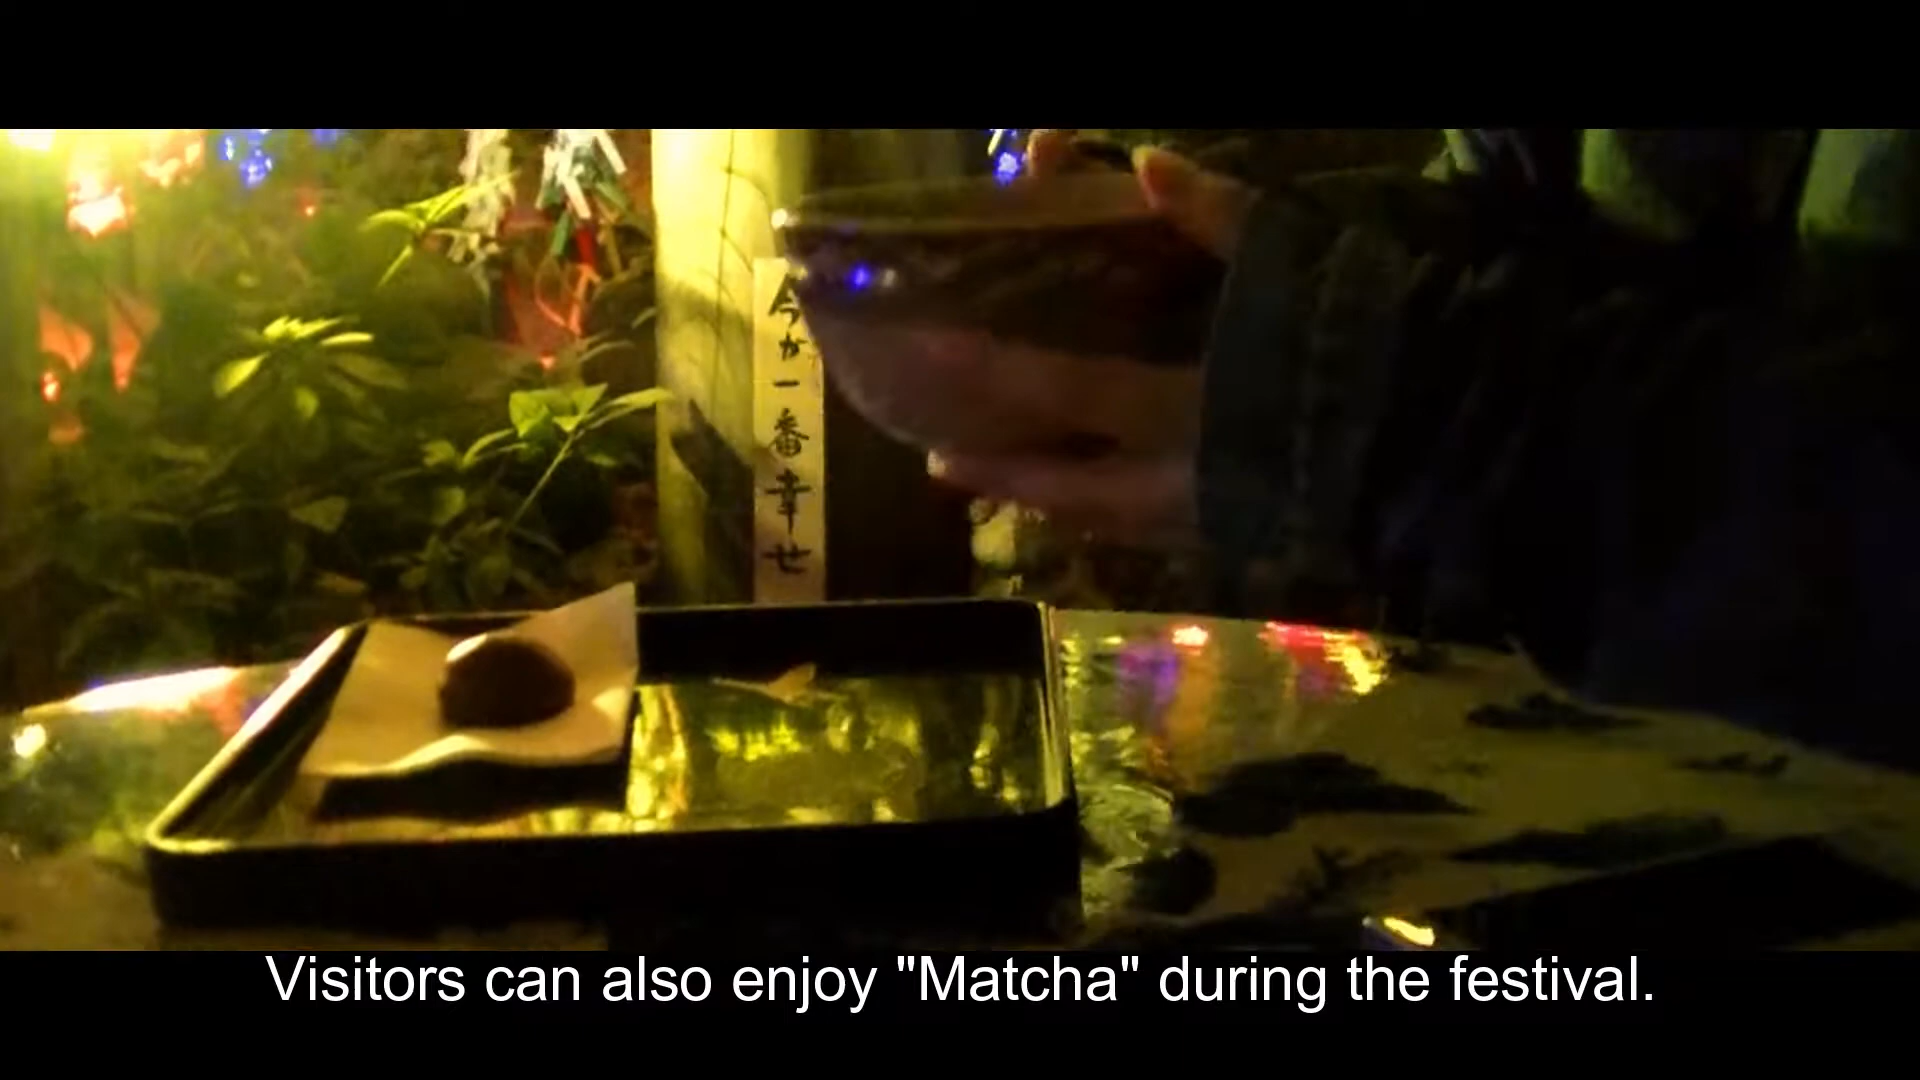 今が一番幸せ
Visitors can also enjoy "Matcha" during the festival.